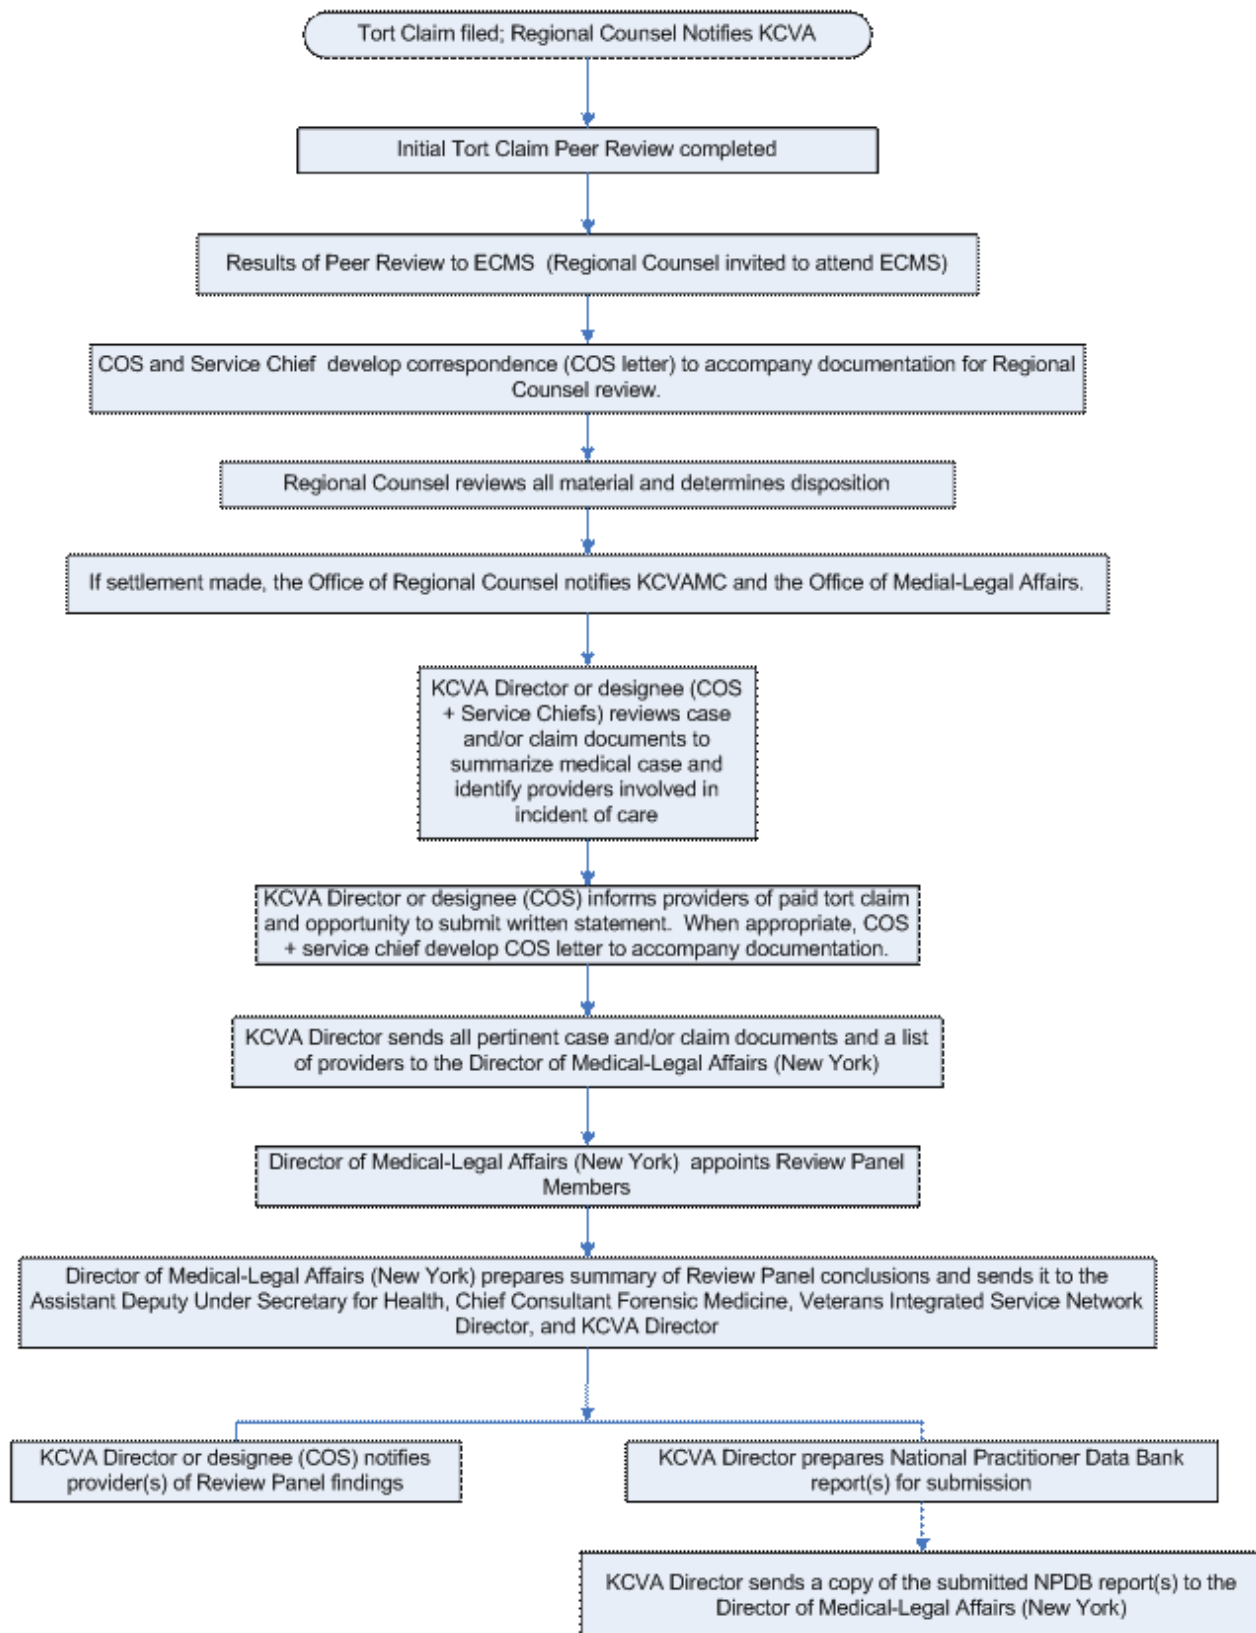 Tort Claim filed; Regional Counsel Notifies KCVA
Initial Tort Claim Peer Review completed
Results of Peer Review to ECMS (Regional Counsel invited to attend ECMS)
COS and Service Chief develop correspondence (COS letter) to accompany documentation for Regional
Counsel review.
Regional Counsel reviews all material and determines disposition
If settlement made, the Office of Regional Counsel notifies KCVAMC and the Office of Medial-Legal Affairs.
KCVA Director or designee (COS
+ Service Chiefs) reviews case
and/or claim documents to
summarize medical case and
identify providers involved in
incident of care
KCVA Director or designee (COS) informs providers of paid tort claim
and opportunity to submit written statement. When appropriate, COS
+ service chief develop COS letter to accompany documentation.
KCVA Director sends all pertinent case and/or claim documents and a list
of providers to the Director of Medical-Legal Affairs (New York)
Director of Medical-Legal Affairs (New York) appoints Review Panel
Members
Director of Medical-Legal Affairs (New York) prepares summary of Review Panel conclusions and sends it to the
Assistant Deputy Under Secretary for Health, Chief Consultant Forensic Medicine, Veterans Integrated Service Network
Director, and KCVA Director
KCVA Director or designee (COS) notifies
provider(s) of Review Panel findings
KCVA Director prepares National Practitioner Data Bank
report(s) for submission
KCVA Director sends a copy of the submitted NPDB report(s) to the
Director of Medical-Legal Affairs (New York)